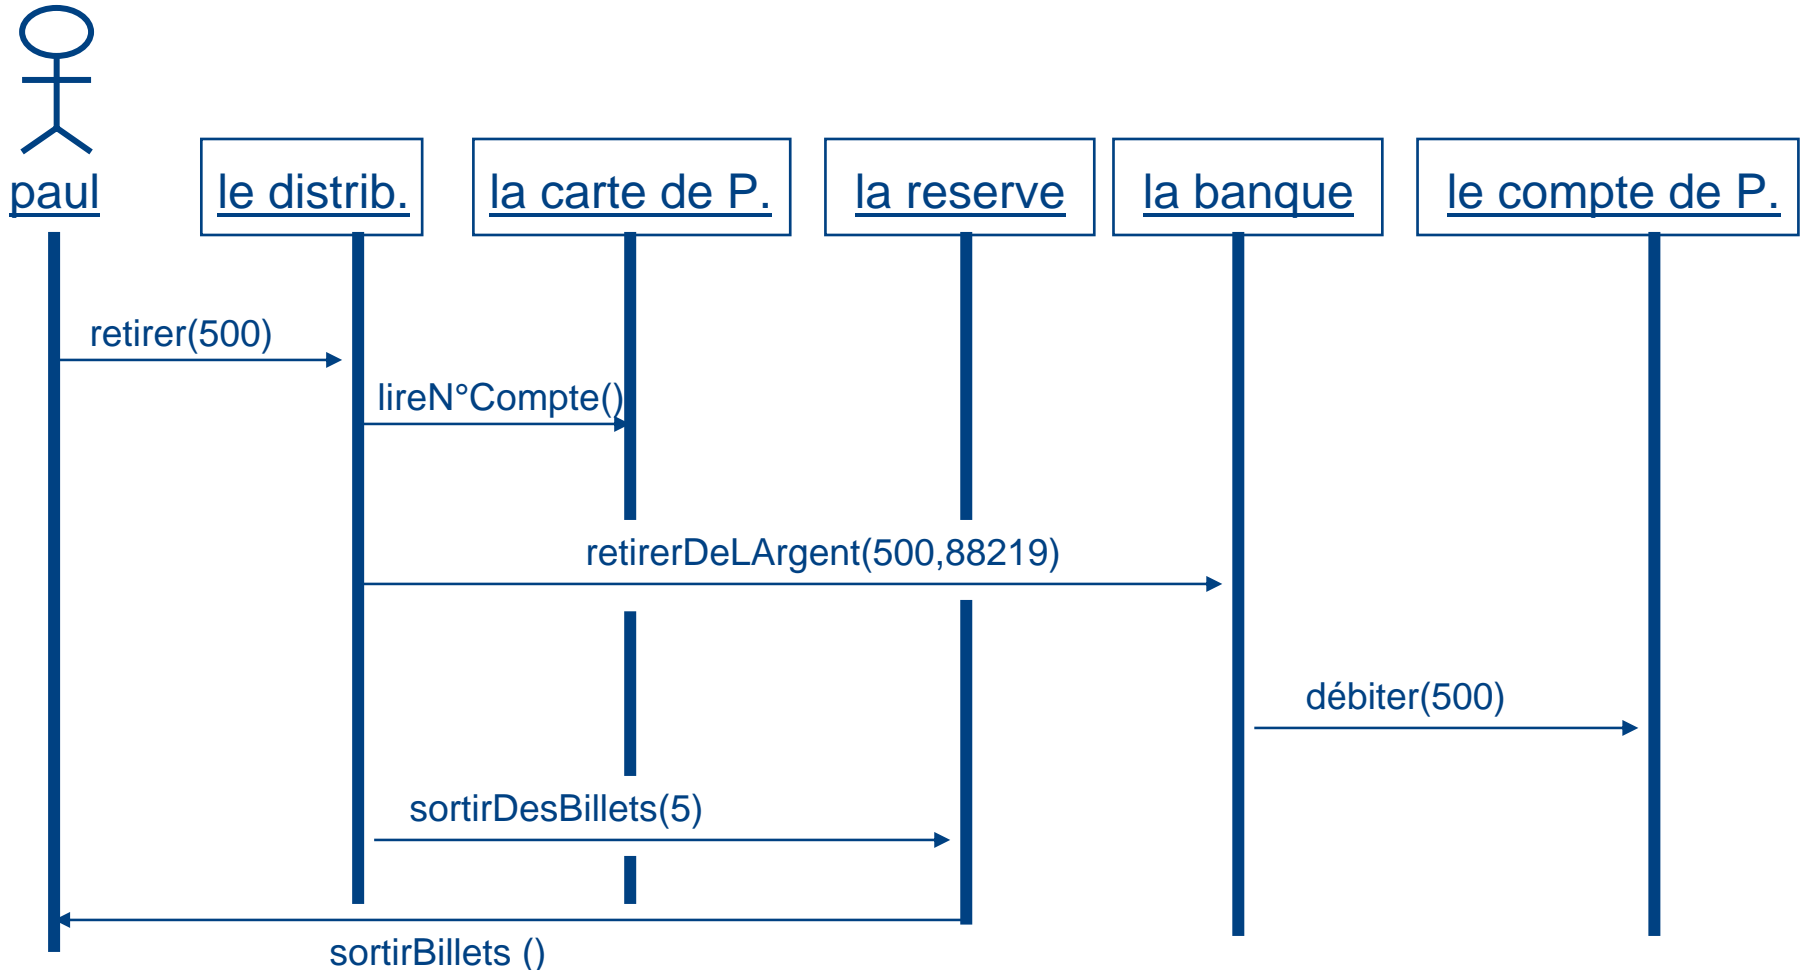 paul
le distrib.
la carte de P.
la reserve
la banque
le compte de P.
retirer(500)
lireN°Compte()
retirerDeLArgent(500,88219)
débiter(500)
sortirDesBillets(5)
sortirBillets ()